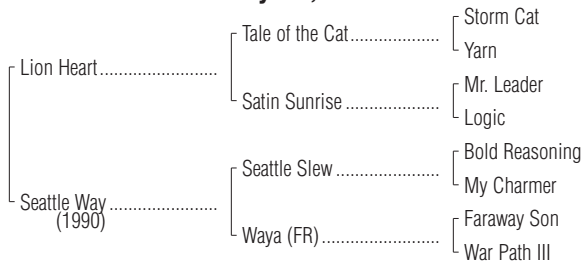 Storm Cat
Tale of the Cat
Yarn
Lion Heart
Mr. Leader
Satin Sunrise
Logic
Bold Reasoning
Seattle Slew
My Charmer
Seattle Way
(1990)
Faraway Son
Waya (FR)
War Path III